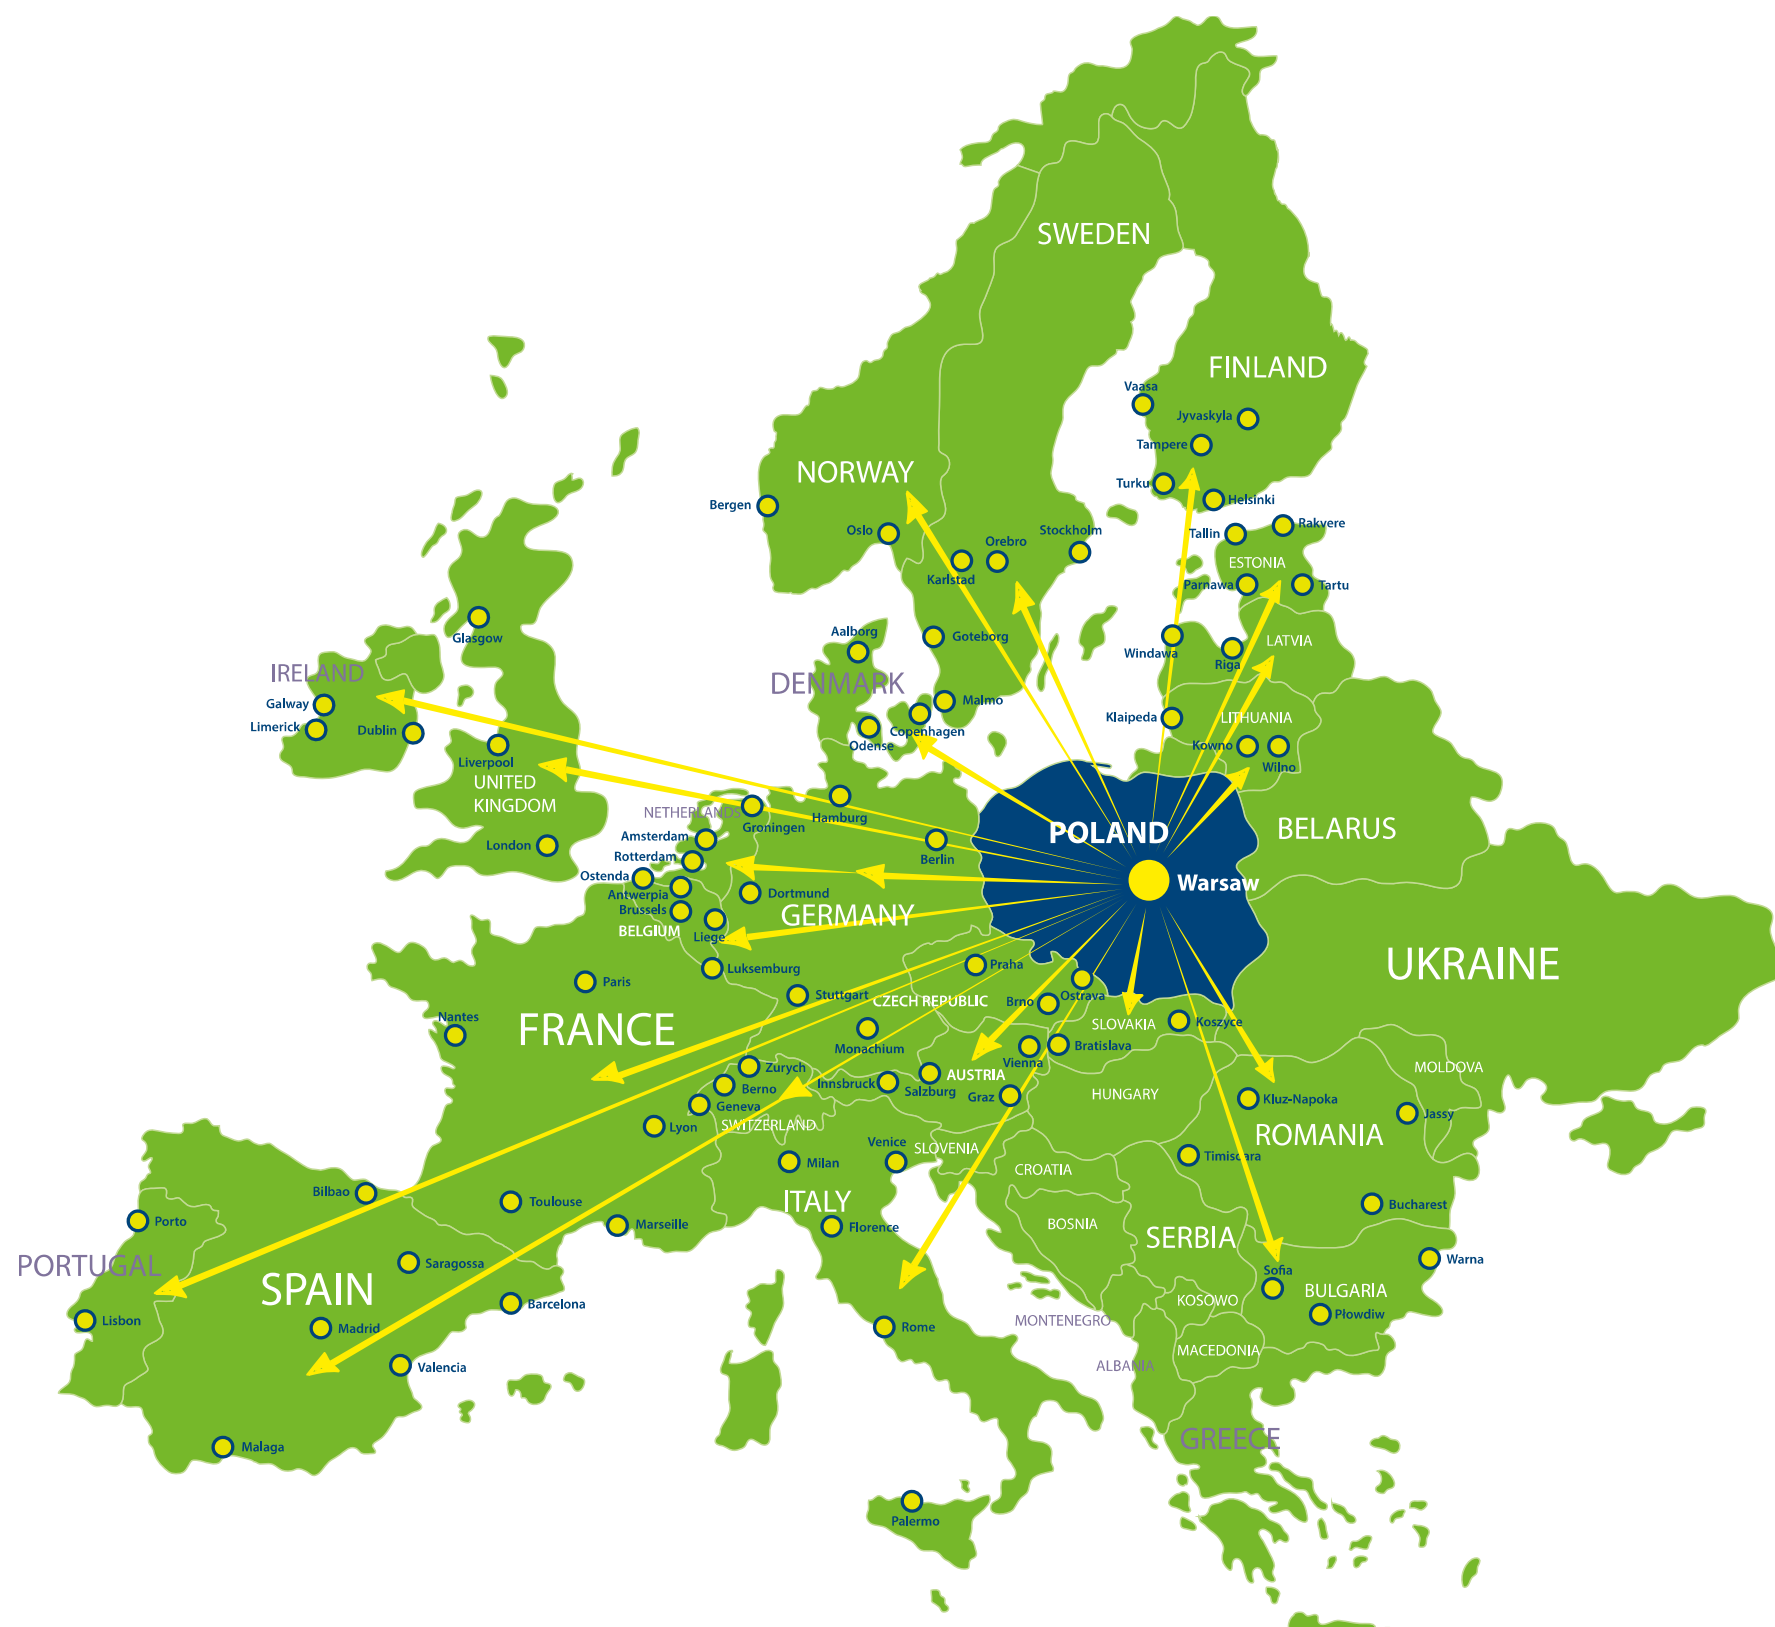 SWEDEN
FINLAND
Vaasa
Jyvaskyla
Tampere
NORWAY
Turku
Helsinki
Bergen
Oslo
Orebro
Stockholm
Tallin
Rakvere
Karlstad
ESTONIA
Parnawa
Tartu
Glasgow
Aalborg
Goteborg
Windawa
Riga
LATVIA
IRELAND
DENMARK
Galway
Malmo
Limerick
Dublin
Odense
Copenhagen
Klaipeda
LITHUANIA
Kowno
Wilno
Liverpool
UNITED
KINGDOM
NETHERLANDS
Groningen
Hamburg
POLAND
BELARUS
London
Amsterdam
Rotterdam
Berlin
Ostenda
Antwerpia
Dortmund
Warsaw
Brussels
GERMANY
BELGIUM
Liege
Luksemburg
Praha
UKRAINE
Paris
Stuttgart
CZECH REPUBLIC
Brno
Ostrava
Nantes
FRANCE
SLOVAKIA
Koszyce
Monachium
Vienna
Bratislava
Zurych
MOLDOVA
Berno
Innsbruck
Salzburg
AUSTRIA
Graz
HUNGARY
Kluz-Napoka
Geneva
Jassy
Lyon
SWITZERLAND
ROMANIA
Venice
SLOVENIA
Timiscara
Milan
CROATIA
Bilbao
Toulouse
ITALY
Porto
Bucharest
Marseille
Florence
BOSNIA
SERBIA
PORTUGAL
Saragossa
Warna
Sofia
SPAIN
Barcelona
KOSOWO
BULGARIA
Lisbon
Madrid
Rome
MONTENEGRO
Płowdiw
MACEDONIA
Valencia
ALBANIA
Malaga
GREECE
Palermo